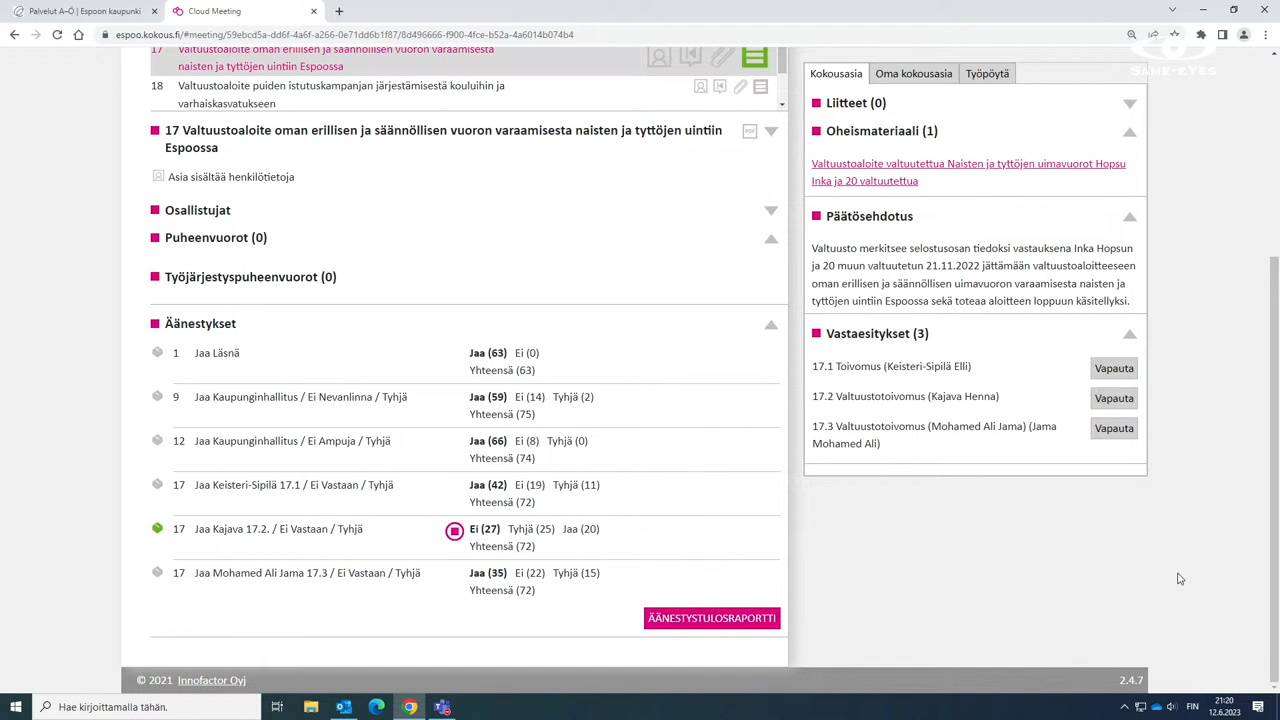 Palvelut A–Ö | Espoon kaupunki
Cloud Meeting
espoo.kokous.fi/#meeting/59ebcd5a-dd6f-4a6f-a266-0e71dd6b1f87/8d496666-f900-4fce-b52a-4a6014b074b4
SAME-EYES
17 Valtuustoaloite oman erillisen ja säännöllisen vuoron varaamisesta
naisten ja tyttöjen uintiin Espoossa
18 Valtuustoaloite puiden istutuskampanjan järjestämisestä kouluihin ja
varhaiskasvatukseen
17 Valtuustoaloite oman erillisen ja säännöllisen vuoron varaamisesta naisten ja tyttöjen uintiin
Espoossa
PDF
Asia sisältää henkilötietoja
Osallistujat
Puheenvuorot (0)
Työjärjestyspuheenvuorot (0)
Äänestykset
1 Jaa Läsnä Jaa (63) Ei (0)
Yhteensä (63)
9 Jaa Kaupunginhallitus / Ei Nevanlinna / Tyhjä Jaa (59) Ei (14) Tyhjä (2)
Yhteensä (75)
12 Jaa Kaupunginhallitus / Ei Ampuja / Tyhjä Jaa (66) Ei (8) Tyhjä (0)
Yhteensä (74)
17 Jaa Keisteri-Sipilä 17.1 / Ei Vastaan / Tyhjä Jaa (42) Ei (19) Tyhjä (11)
Yhteensä (72)
17 Jaa Kajava 17.2. / Ei Vastaan / Tyhjä Ei (27) Tyhjä (25) Jaa (20)
Yhteensä (72)
17 Jaa Mohamed Ali Jama 17.3 / Ei Vastaan / Tyhjä Jaa (35) Ei (22) Tyhjä (15)
Yhteensä (72)
ÄÄNESTYSTULOSRAPORTTI
Kokousasia Oma kokousasia Työpöytä
Liitteet (0)
Oheismateriaali (1)
Valtuustoaloite valtuutettua Naisten ja tyttöjen uimavuorot Hopsu
Inka ja 20 valtuutettua
Päätösehdotus
Valtuusto merkitsee selostusosan tiedoksi vastauksena Inka Hopsun
ja 20 muun valtuutetun 21.11.2022 jättämään valtuustoaloitteeseen
oman erillisen ja säännöllisen uimavuoron varaamisesta naisten ja
tyttöjen uintiin Espoossa sekä toteaa aloitteen loppuun käsitellyksi.
Vastaesitykset (3)
17.1 Toivomus (Keisteri-Sipilä Elli) Vapauta
17.2 Valtuustotoivomus (Kajava Henna) Vapauta
17.3 Valtuustotoivomus (Mohamed Ali Jama) (Jama Vapauta
Mohamed Ali)
© 2021 Innofactor Oyj 2.4.7
Hae kirjoittamalla tähän.
FIN
21:20
12.6.2023